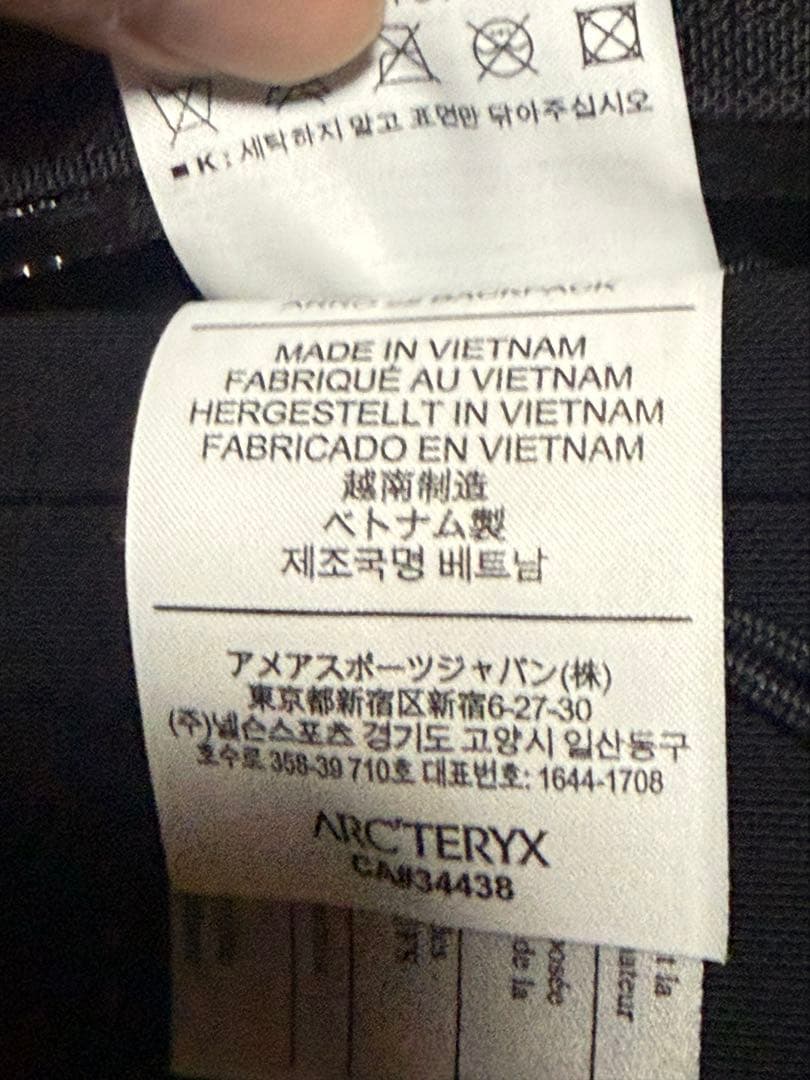 ■ K : 세탁하지 말고 표면만 닦아주십시오
BACKPACK
MADE IN VIETNAM
FABRIQUÉ AU VIETNAM
HERGESTELLT IN VIETNAM
FABRICADO EN VIETNAM
越南制造
ベトナム製
제조국명 베트남
アメアスポーツジャパン(株)
東京都新宿区新宿6-27-30
(주)넬슨스포츠 경기도 고양시 일산동구
호수로 358-39 710호 대표번호: 1644-1708
ARC'TERYX
CA#34438
de la